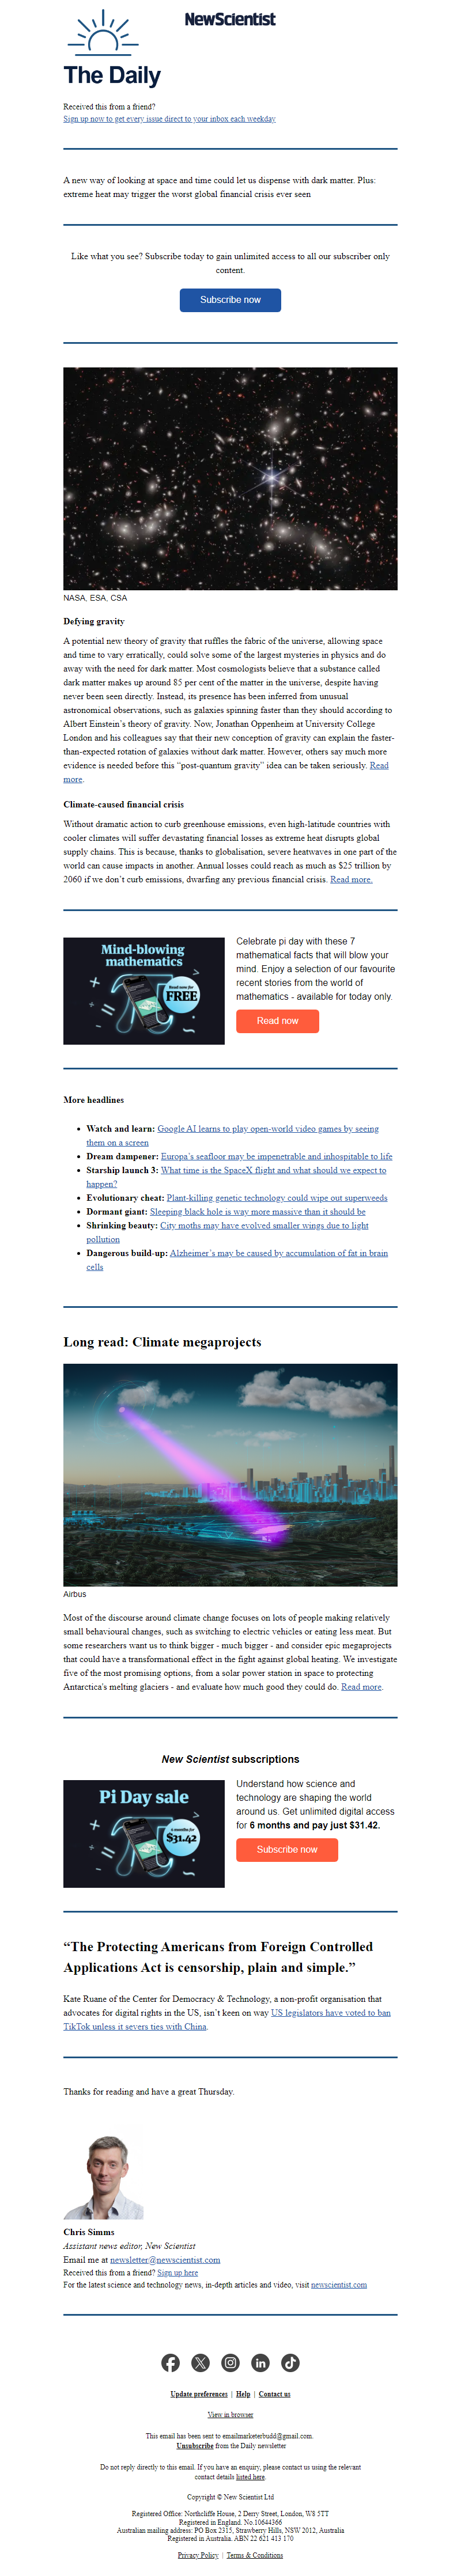 NewScientist
The Daily
Received this from a friend?
Sign up now to get every issue direct to your inbox each weekday
A new way of looking at space and time could let us dispense with dark matter. Plus:
extreme heat may trigger the worst global financial crisis ever seen
Like what you see? Subscribe today to gain unlimited access to all our subscriber only
content.
Subscribe now
NASA, ESA, CSA
Defying gravity
A potential new theory of gravity that ruffles the fabric of the universe, allowing space
and time to vary erratically, could solve some of the largest mysteries in physics and do
away with the need for dark matter. Most cosmologists believe that a substance called
dark matter makes up around 85 per cent of the matter in the universe, despite having
never been seen directly. Instead, its presence has been inferred from unusual
astronomical observations, such as galaxies spinning faster than they should according to
Albert Einstein's theory of gravity. Now, Jonathan Oppenheim at University College
London and his colleagues say that their new conception of gravity can explain the faster-
than-expected rotation of galaxies without dark matter. However, others say much more
evidence is needed before this “post-quantum gravity” idea can be taken seriously. Read
more.
Climate-caused financial crisis
Without dramatic action to curb greenhouse emissions, even high-latitude countries with
cooler climates will suffer devastating financial losses as extreme heat disrupts global
supply chains. This is because, thanks to globalisation, severe heatwaves in one part of the
world can cause impacts in another. Annual losses could reach as much as $25 trillion by
2060 if we don't curb emissions, dwarfing any previous financial crisis. Read more.
Mind-blowing
mathematics
Read now for
FREE
Celebrate pi day with these 7
mathematical facts that will blow your
mind. Enjoy a selection of our favourite
recent stories from the world of
mathematics - available for today only.
Read now
More headlines
• Watch and learn: Google AI learns to play open-world video games by seeing
them on a screen
• Dream dampener: Europa's seafloor may be impenetrable and inhospitable to life
• Starship launch 3: What time is the SpaceX flight and what should we expect to
happen?
• Evolutionary cheat: Plant-killing genetic technology could wipe out superweeds
• Dormant giant: Sleeping black hole is way more massive than it should be
• Shrinking beauty: City moths may have evolved smaller wings due to light
pollution
• Dangerous build-up: Alzheimer's may be caused by accumulation of fat in brain
cells
Long read: Climate megaprojects
Airbus
Most of the discourse around climate change focuses on lots of people making relatively
small behavioural changes, such as switching to electric vehicles or eating less meat. But
some researchers want us to think bigger - much bigger - and consider epic megaprojects
that could have a transformational effect in the fight against global heating. We investigate
five of the most promising options, from a solar power station in space to protecting
Antarctica's melting glaciers - and evaluate how much good they could do. Read more.
New Scientist subscriptions
Pi Day sale
6 months for
$31.42
Understand how science and
technology are shaping the world
around us. Get unlimited digital access
for 6 months and pay just $31.42.
Subscribe now
“The Protecting Americans from Foreign Controlled
Applications Act is censorship, plain and simple.”
Kate Ruane of the Center for Democracy & Technology, a non-profit organisation that
advocates for digital rights in the US, isn't keen on way US legislators have voted to ban
TikTok unless it severs ties with China.
Thanks for reading and have a great Thursday.
Chris Simms
Assistant news editor, New Scientist
Email me at newsletter@newscientist.com
Received this from a friend? Sign up here
For the latest science and technology news, in-depth articles and video, visit newscientist.com
Update preferences | Help | Contact us
View in browser
This email has been sent to emailmarketerbudd@gmail.com.
Unsubscribe from the Daily newsletter
Do not reply directly to this email. If you have an enquiry, please contact us using the relevant
contact details listed here.
Copyright © New Scientist Ltd
Registered Office: Northcliffe House, 2 Derry Street, London, W8 5TT
Registered in England. No.10644366
Australian mailing address: PO Box 2315, Strawberry Hills, NSW 2012, Australia
Registered in Australia. ABN 22 621 413 170
Privacy Policy | Terms & Conditions